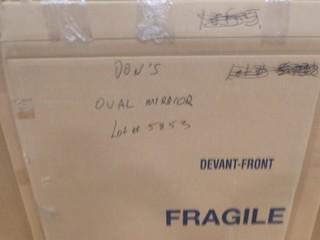 DON'S
OVAL MIRROR
Lot # 5853
DEVANT-FRONT
FRAGILE